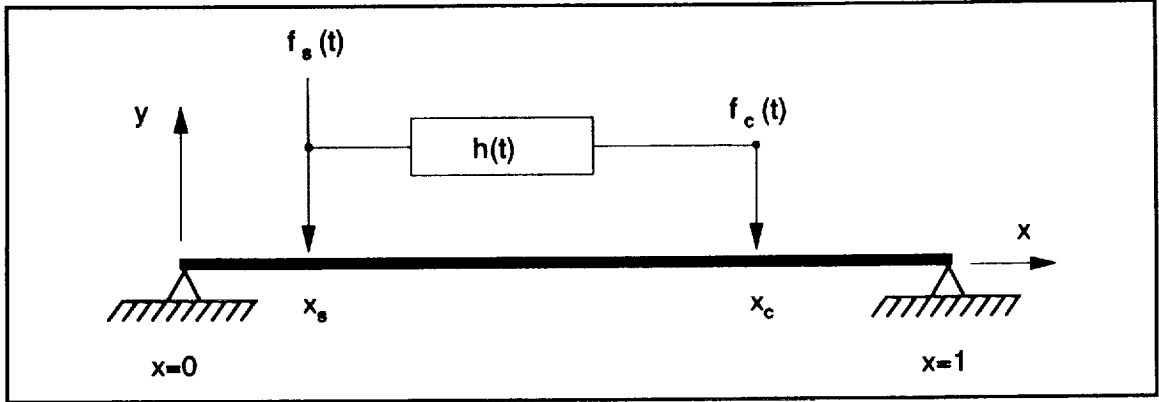 f_s(t)
f_c(t)
y
h(t)
x
x_s
x_c
x=0
x=1